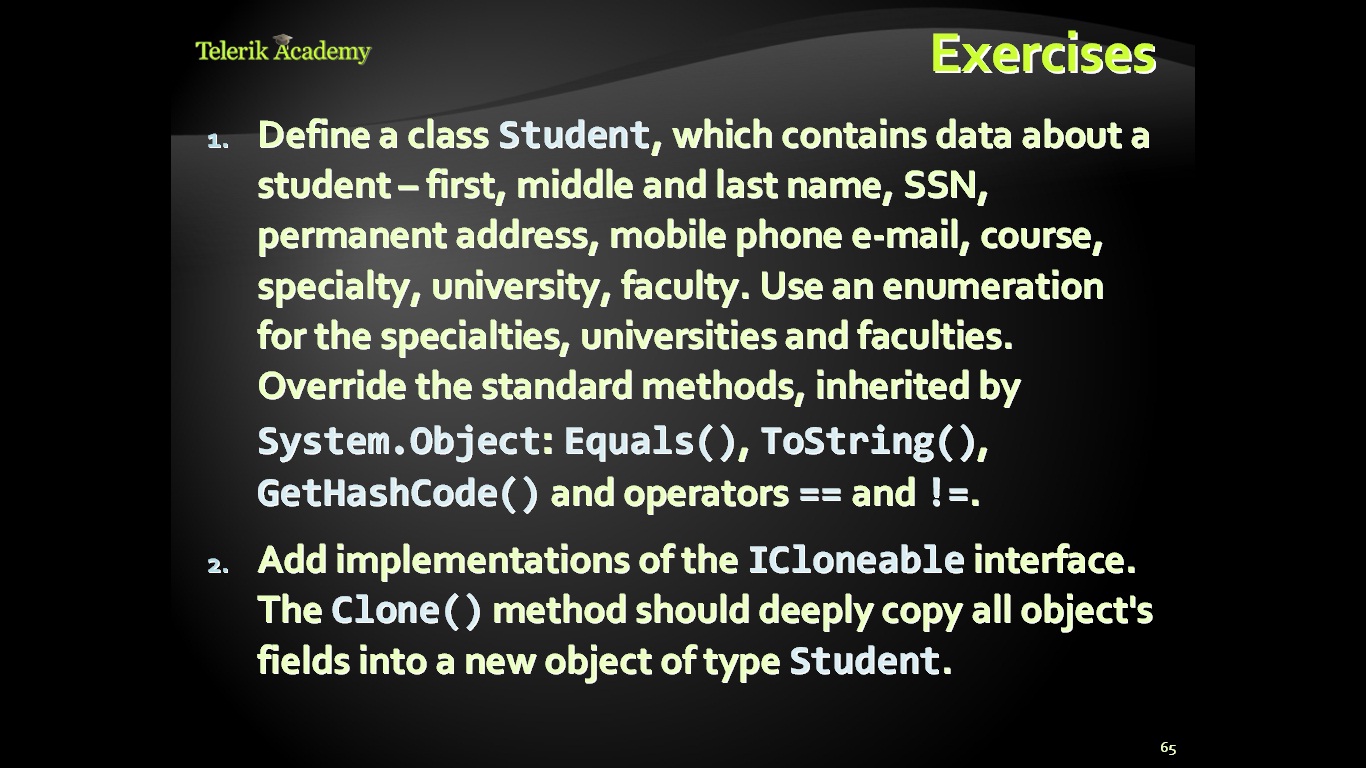 Telerik Academy
Exercises
1. Define a class Student, which contains data about a
student – first, middle and last name, SSN,
permanent address, mobile phone e-mail, course,
specialty, university, faculty. Use an enumeration
for the specialties, universities and faculties.
Override the standard methods, inherited by
System.Object: Equals(), ToString(),
GetHashCode() and operators == and !=.
2. Add implementations of the ICloneable interface.
The Clone() method should deeply copy all object's
fields into a new object of type Student.
65